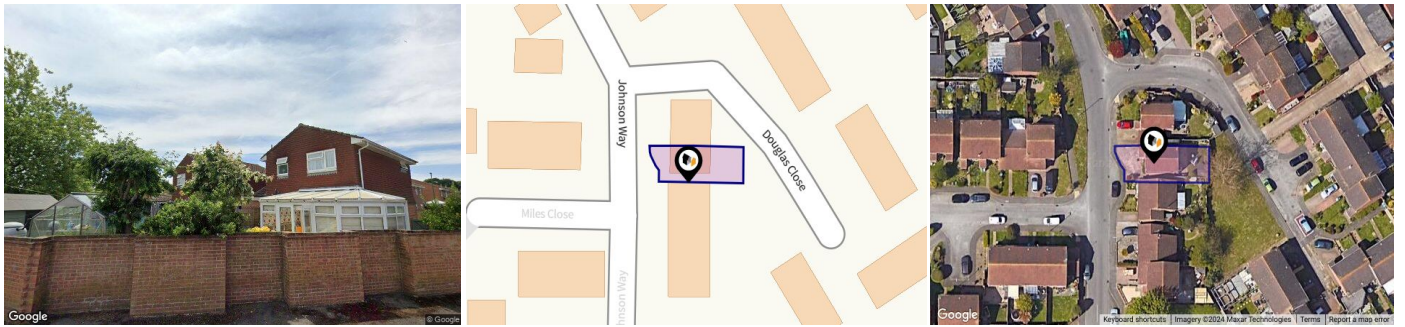 Google
© Google
Johnson Way
Douglas Close
Miles Close
Johnson Way
Google
Keyboard shortcuts
Imagery ©2024 Maxar Technologies
Terms
Report a map error